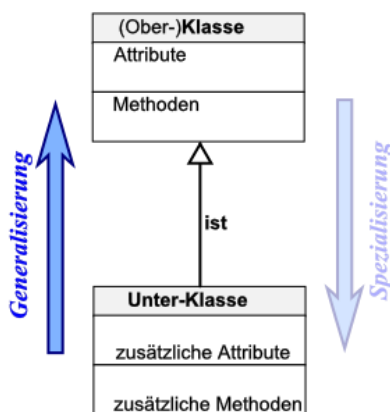 (Ober-)Klasse
Attribute
Methoden
Generalisierung
ist
Spezialisierung
Unter-Klasse
zusätzliche Attribute
zusätzliche Methoden